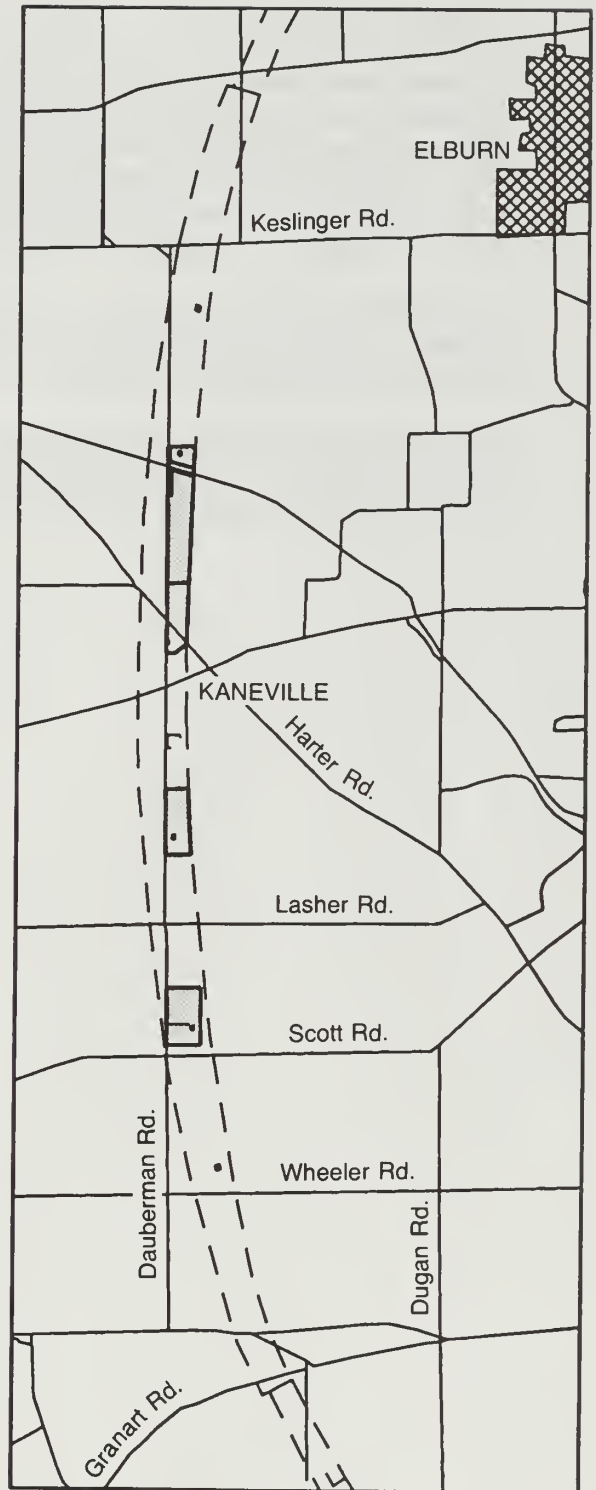 ELBURN
Keslinger Rd.
KANEVILLE
Harter Rd.
Lasher Rd.
Scott Rd.
Dauberman Rd.
Wheeler Rd.
Dugan Rd.
Granart Rd.